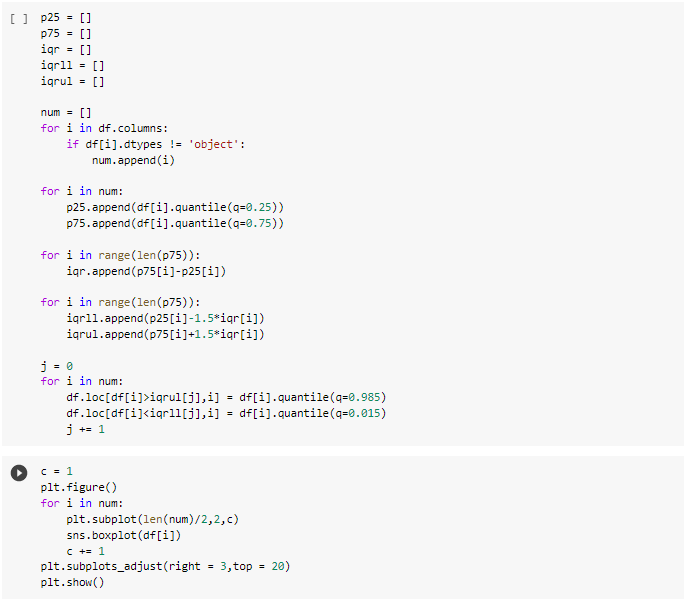 [ ]
p25 = []
p75 = []
iqr = []
iqrll = []
iqrul = []
num = []
for i in df.columns:
    if df[i].dtypes != 'object':
        num.append(i)
for i in num:
    p25.append(df[i].quantile(q=0.25))
    p75.append(df[i].quantile(q=0.75))
for i in range(len(p75)):
    iqr.append(p75[i]-p25[i])
for i in range(len(p75)):
    iqrll.append(p25[i]-1.5*iqr[i])
    iqrul.append(p75[i]+1.5*iqr[i])
j = 0
for i in num:
    df.loc[df[i]>iqrul[j],i] = df[i].quantile(q=0.985)
    df.loc[df[i]<iqrll[j],i] = df[i].quantile(q=0.015)
    j += 1
c = 1
plt.figure()
for i in num:
    plt.subplot(len(num)/2,2,c)
    sns.boxplot(df[i])
    c += 1
plt.subplots_adjust(right = 3,top = 20)
plt.show()